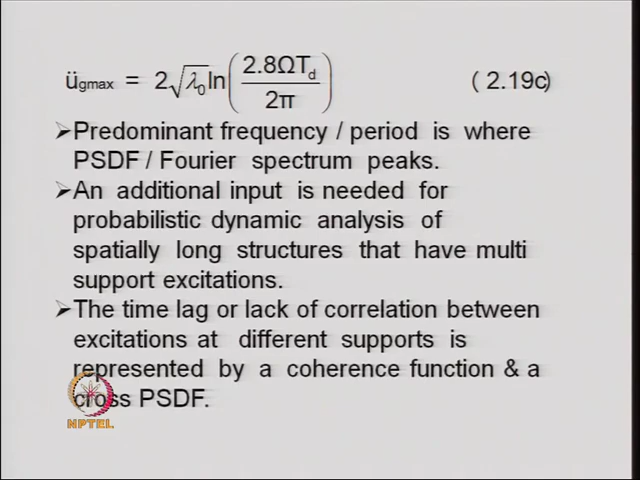 ügmax = 2√λ0 ln(2.8ΩTd / 2π) ( 2.19c)
➢Predominant frequency / period is where
PSDF / Fourier spectrum peaks.
➢An additional input is needed for
probabilistic dynamic analysis of
spatially long structures that have multi
support excitations.
➢The time lag or lack of correlation between
excitations at different supports is
represented by a coherence function & a
cross PSDF.
NPTEL